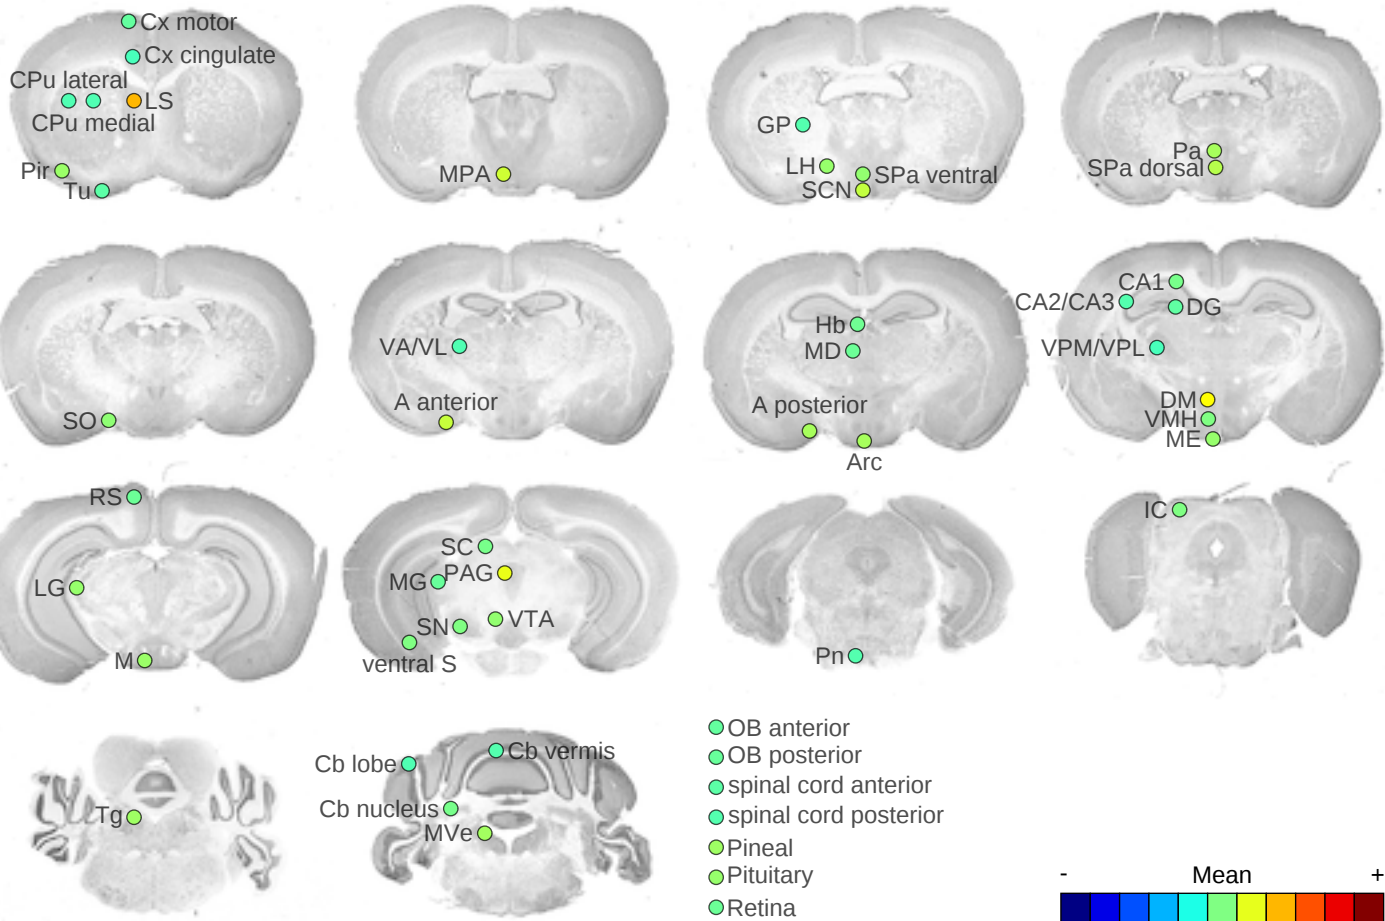 Cx motor
Cx cingulate
CPu lateral
LS
CPu medial
Pir
Tu
MPA
GP
LH
SPa ventral
SCN
Pa
SPa dorsal
SO
VA/VL
A anterior
Hb
MD
A posterior
Arc
CA1
CA2/CA3
DG
VPM/VPL
DM
VMH
ME
RS
LG
M
SC
MG
PAG
SN
VTA
ventral S
Pn
IC
Tg
Cb lobe
Cb vermis
Cb nucleus
MVe
OB anterior
OB posterior
spinal cord anterior
spinal cord posterior
Pineal
Pituitary
Retina
- Mean +